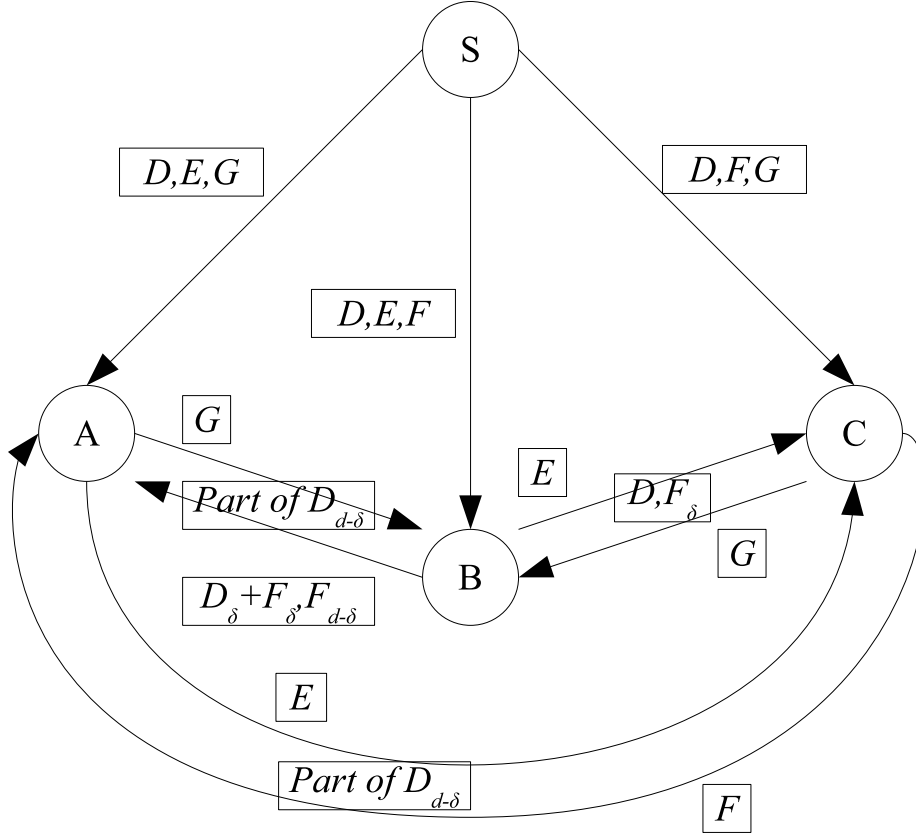 S
D,E,G
D,F,G
D,E,F
A
G
C
E
Part of D_{d-δ}
D,F_δ
G
B
D_δ+F_δ,F_{d-δ}
E
Part of D_{d-δ}
F